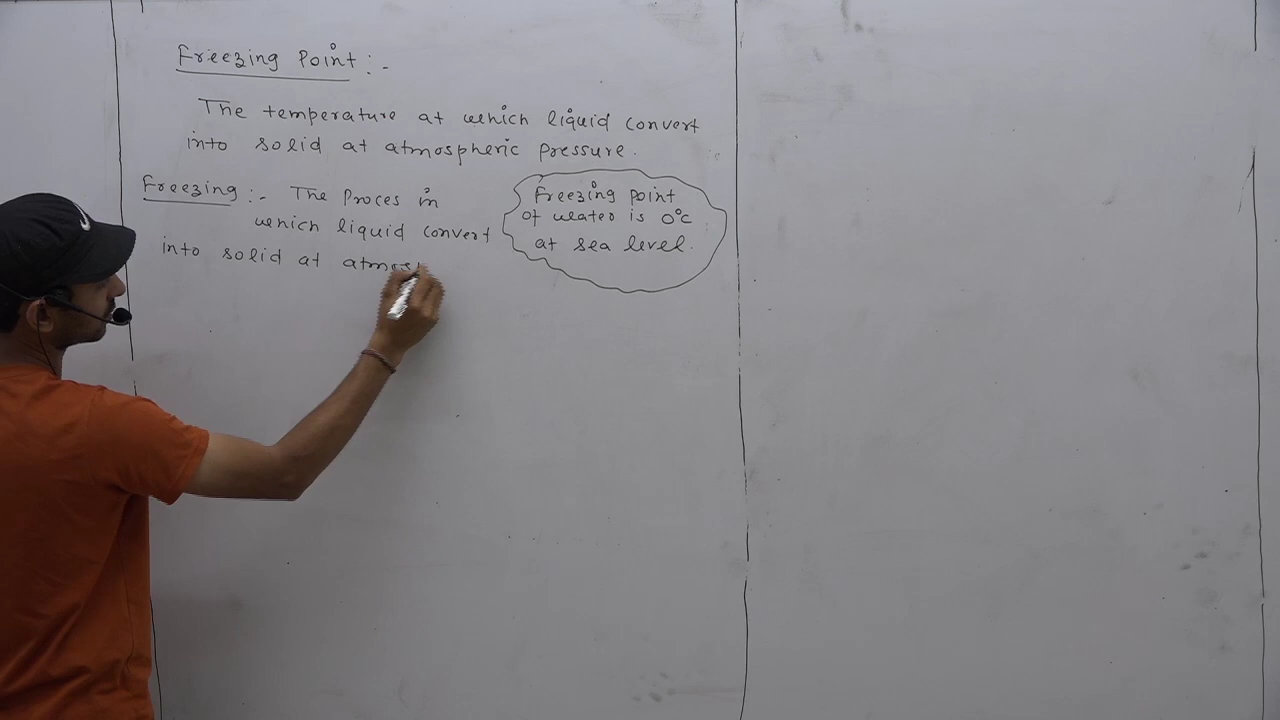 Freezing Point :-
The temperature at which liquid convert
into solid at atmospheric pressure.
Freezing :- The Proces in
which liquid convert
into solid at atmos
Freezing point
of water is 0°c
at sea level.